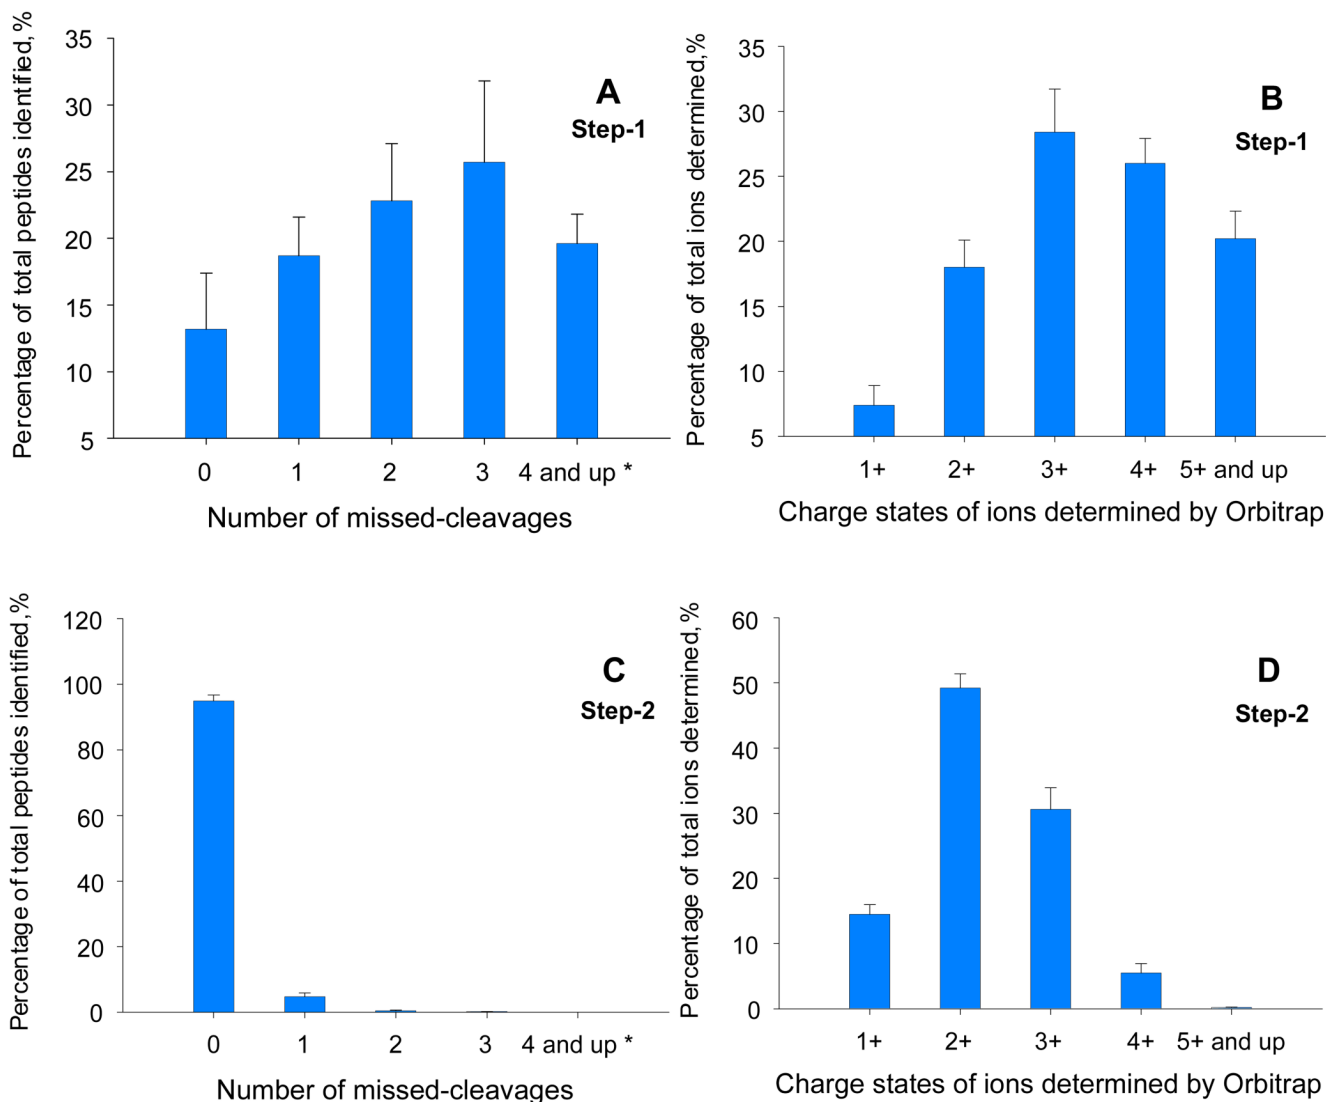 Percentage of total peptides identified,%
35
30
25
20
15
10
5
A
Step-1
0 1 2 3 4 and up *
Number of missed-cleavages
Percentage of total ions determined,%
35
30
25
20
15
10
5
B
Step-1
1+ 2+ 3+ 4+ 5+ and up
Charge states of ions determined by Orbitrap
Percentage of total peptides identified,%
120
100
80
60
40
20
0
C
Step-2
0 1 2 3 4 and up *
Number of missed-cleavages
Percentage of total ions determined,%
60
50
40
30
20
10
0
D
Step-2
1+ 2+ 3+ 4+ 5+ and up
Charge states of ions determined by Orbitrap